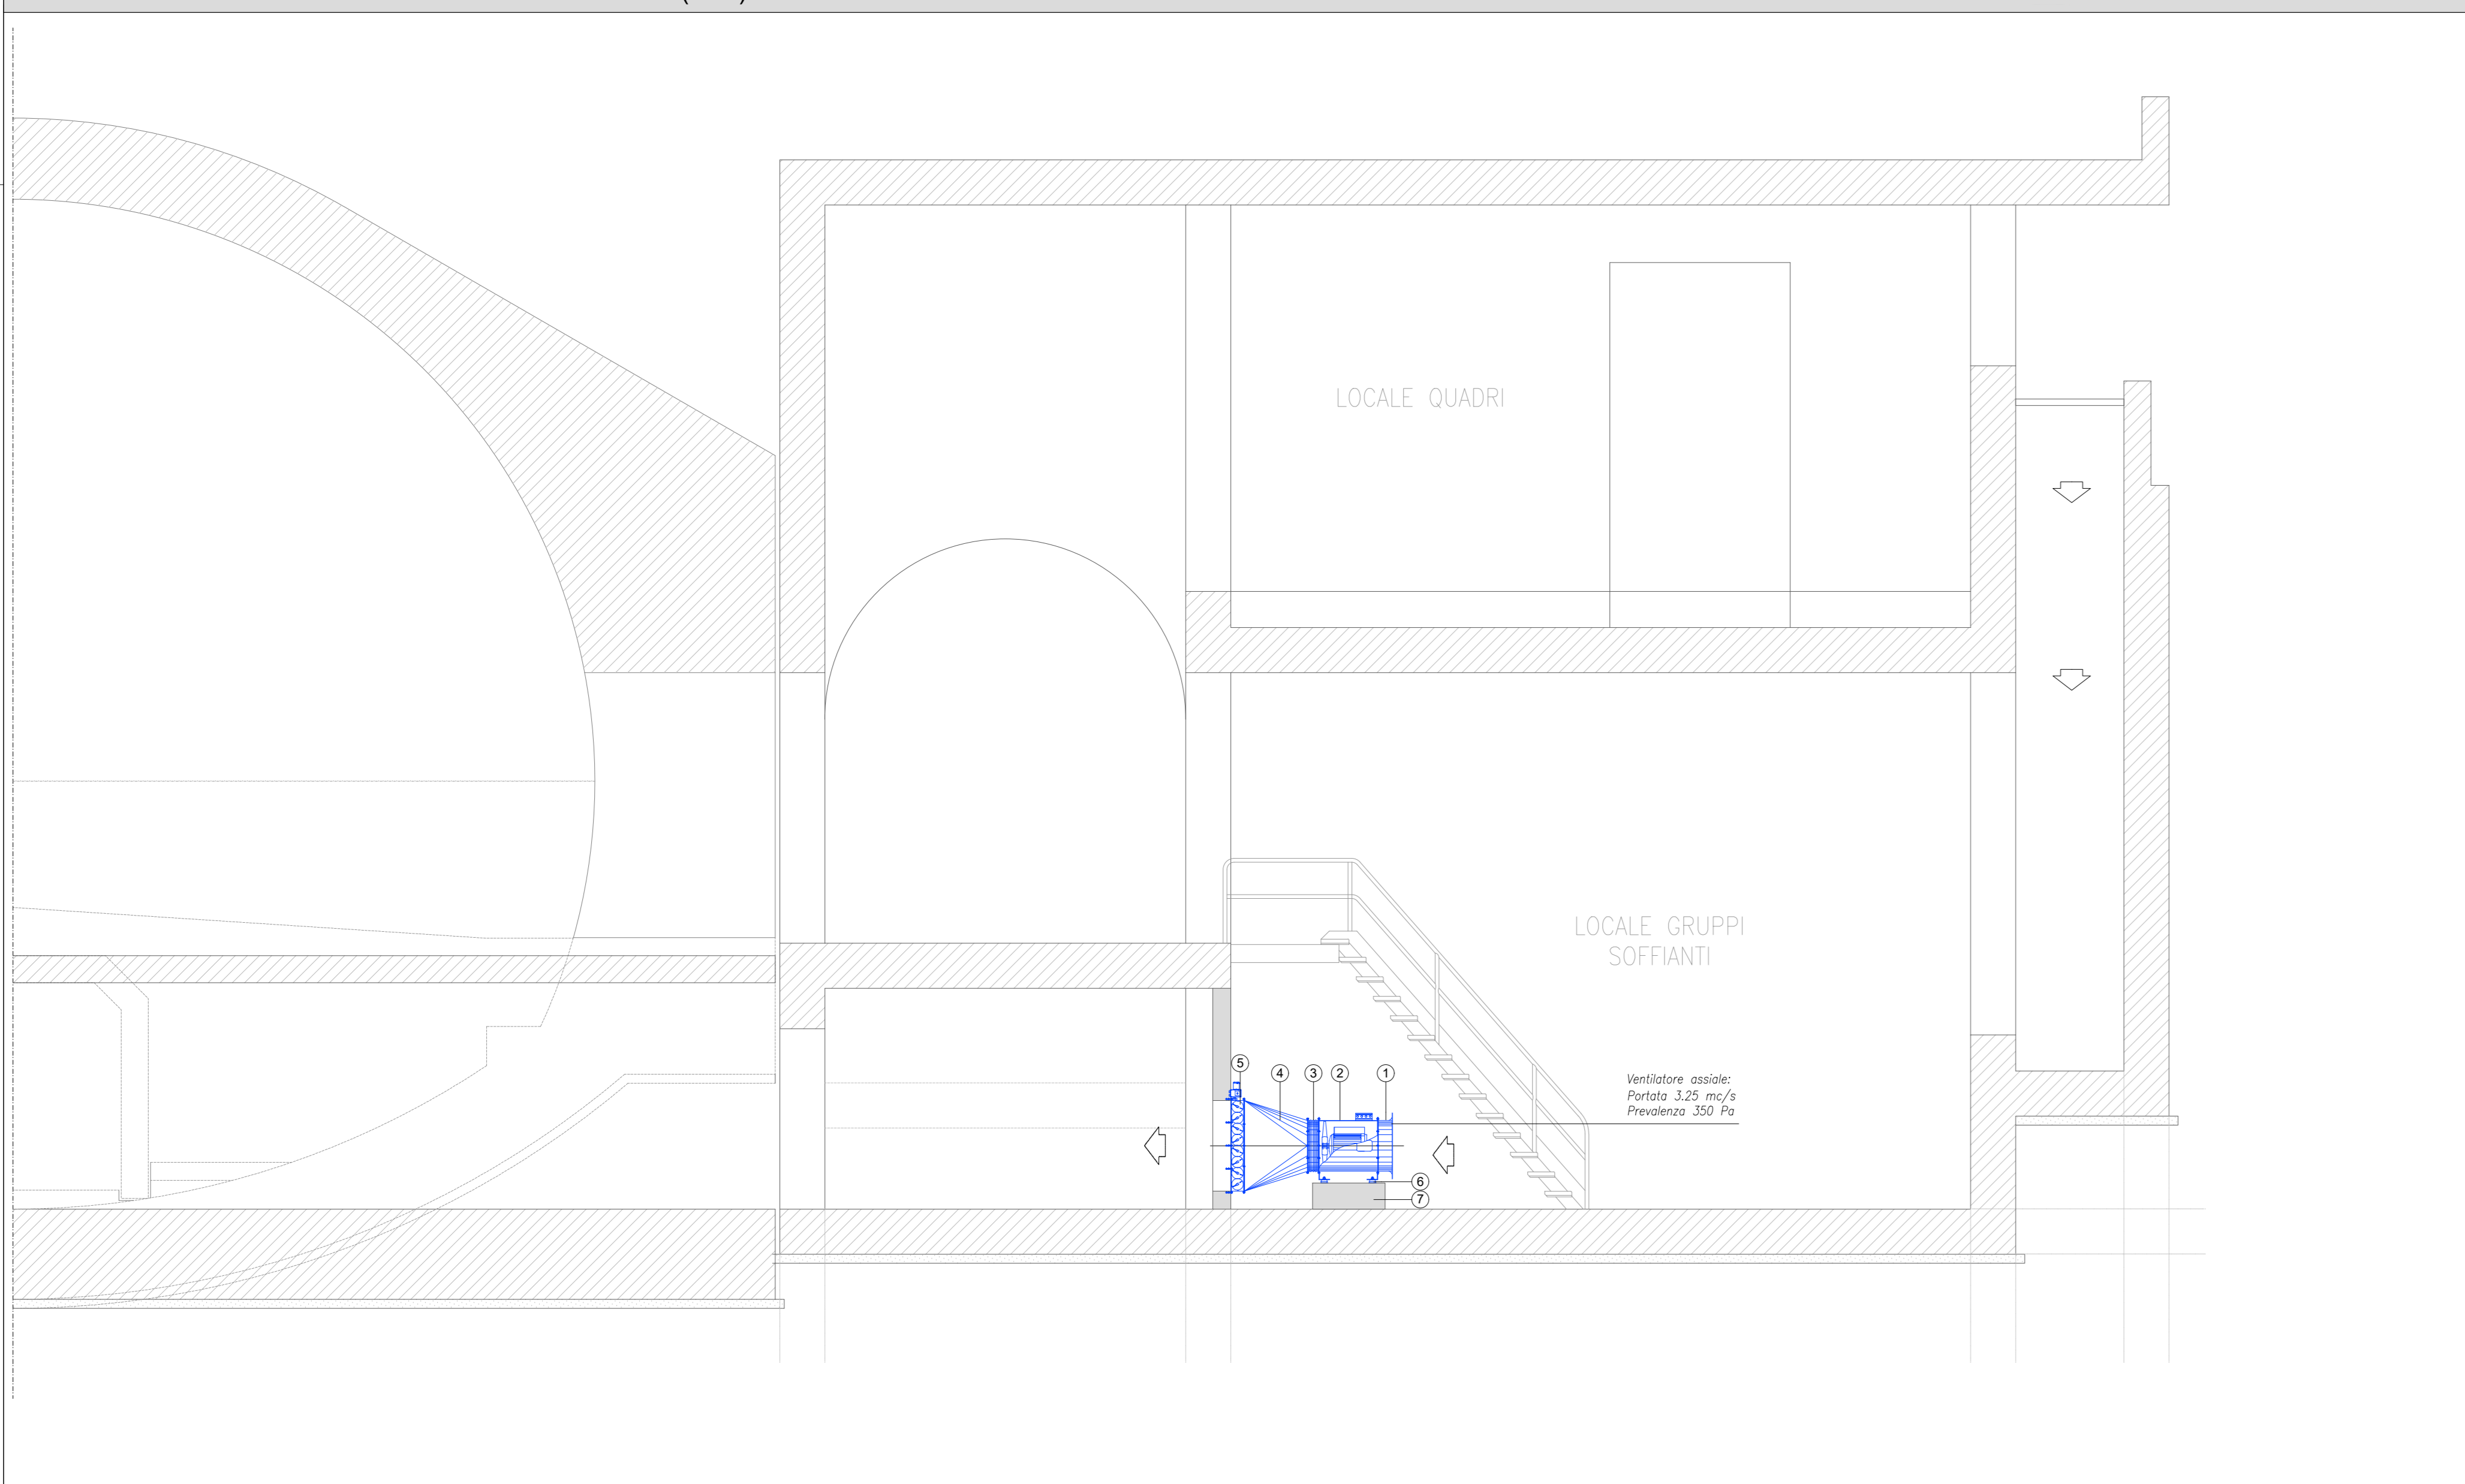 LOCALE QUADRI
LOCALE GRUPPI
SOFFIANTI
5
4
3
2
1
Ventilatore assiale:
Portata 3.25 mc/s
Prevalenza 350 Pa
6
7